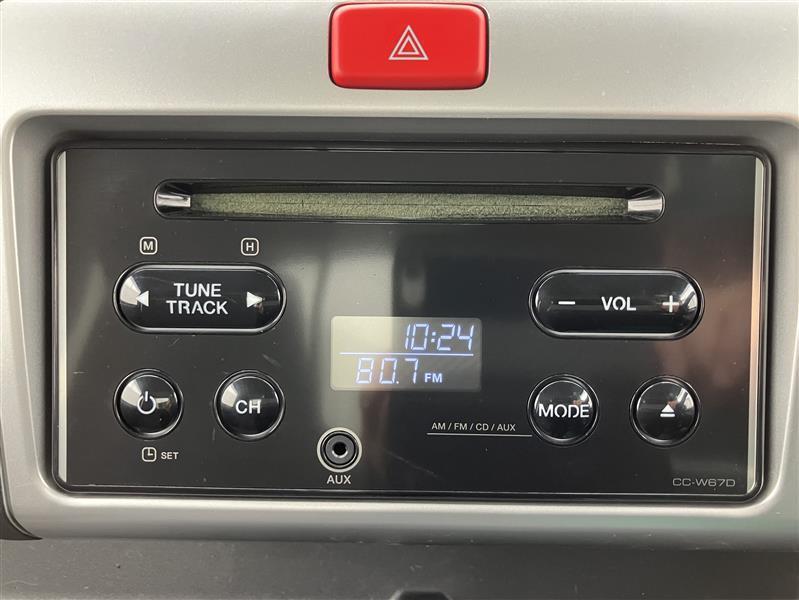 M
H
TUNE
TRACK
- VOL +
10:24
80.7 FM
CH
MODE
SET
AUX
AM / FM / CD / AUX
CC-W67D